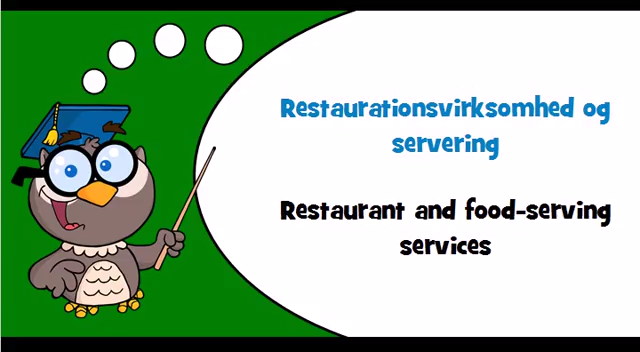 Restaurationsvirksomhed og
servering
Restaurant and food-serving
services